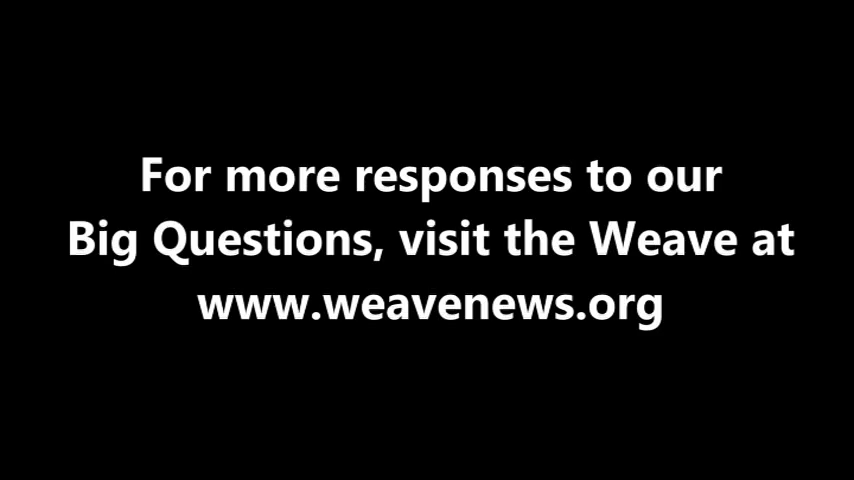 For more responses to our
Big Questions, visit the Weave at
www.weavenews.org